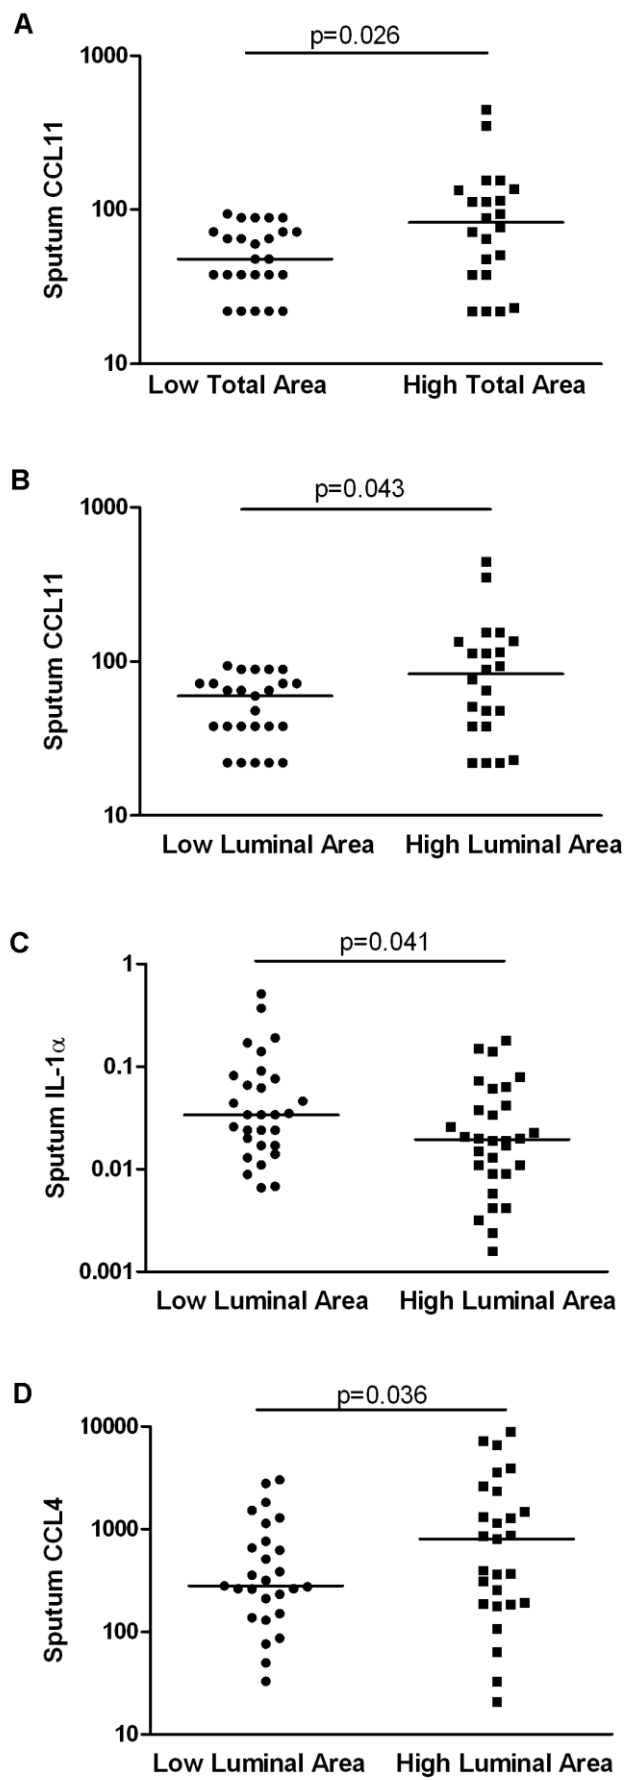 A
p=0.026
1000
100
10
Sputum CCL11
Low Total Area
High Total Area
B
p=0.043
1000
100
10
Sputum CCL11
Low Luminal Area
High Luminal Area
C
p=0.041
1
0.1
0.01
0.001
Sputum IL-1α
Low Luminal Area
High Luminal Area
D
p=0.036
10000
1000
100
10
Sputum CCL4
Low Luminal Area
High Luminal Area